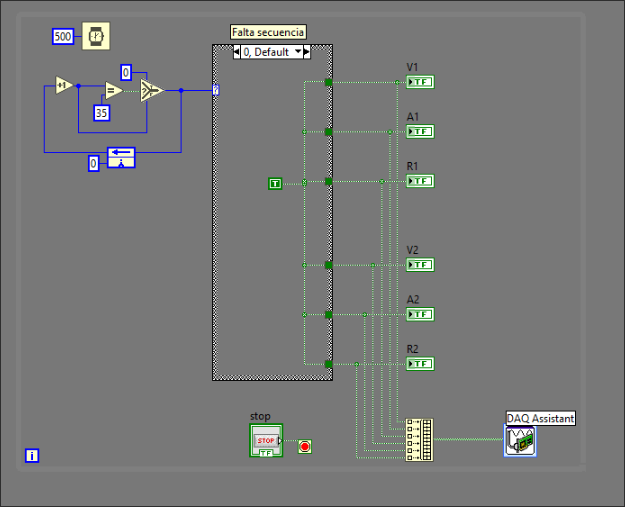 Falta secuencia
500
0, Default
0
+1
=
?
?
35
0
T
V1
TF
A1
TF
R1
TF
V2
TF
A2
TF
R2
TF
stop
STOP
TF
DAQ Assistant
i